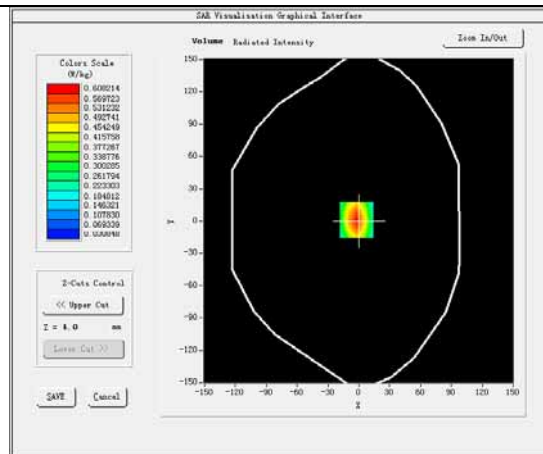 SAR Visualisation Graphical Interface
Volume Radiated Intensity
Zoom In/Out
Colors Scale
(W/kg)
0.608214
0.569723
0.531232
0.492741
0.454249
0.415758
0.377267
0.338776
0.300285
0.261794
0.223303
0.184812
0.146321
0.107830
0.069339
0.030848
Z-Cuts Control
<< Upper Cut
Z = 4.0 mm
Lower Cut >>
SAVE
Cancel
150
120
90
60
30
0
-30
-60
-90
-120
-150
Y
-150 -120 -90 -60 -30 0 30 60 90 120 150
X